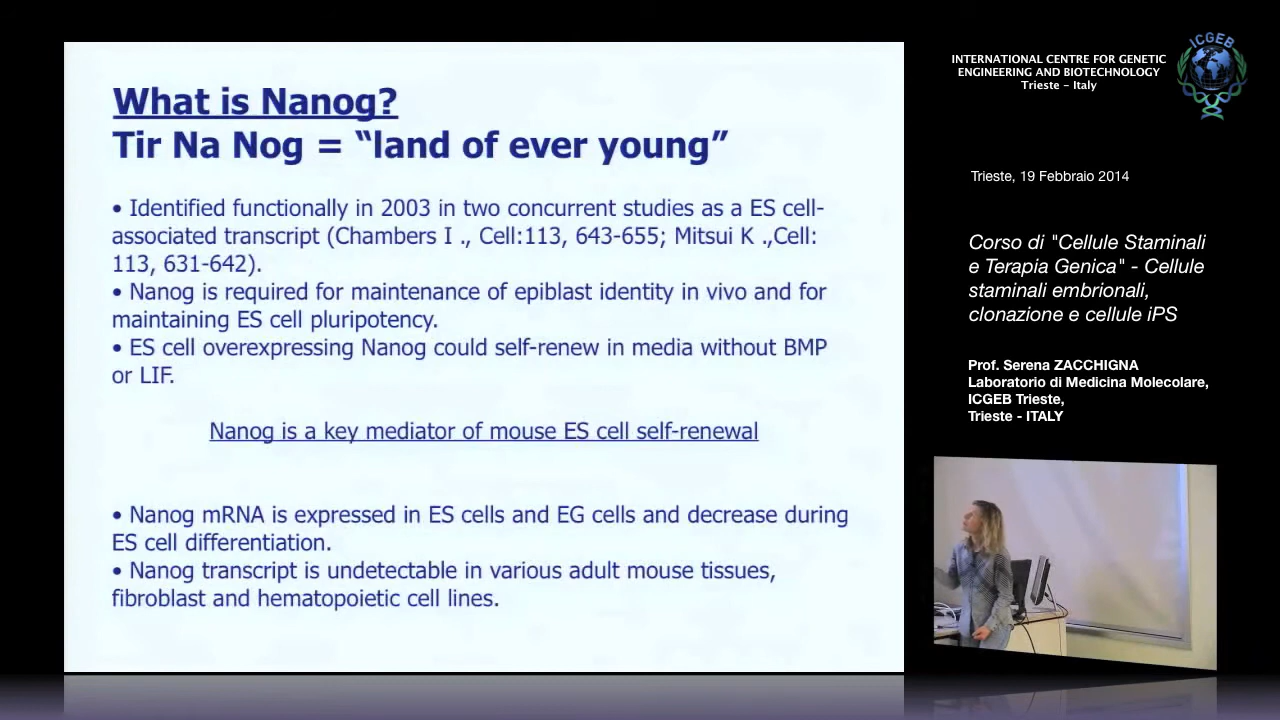 What is Nanog?
Tir Na Nog = “land of ever young”
• Identified functionally in 2003 in two concurrent studies as a ES cell-
associated transcript (Chambers I ., Cell:113, 643-655; Mitsui K .,Cell:
113, 631-642).
• Nanog is required for maintenance of epiblast identity in vivo and for
maintaining ES cell pluripotency.
• ES cell overexpressing Nanog could self-renew in media without BMP
or LIF.
Nanog is a key mediator of mouse ES cell self-renewal
• Nanog mRNA is expressed in ES cells and EG cells and decrease during
ES cell differentiation.
• Nanog transcript is undetectable in various adult mouse tissues,
fibroblast and hematopoietic cell lines.
INTERNATIONAL CENTRE FOR GENETIC
ENGINEERING AND BIOTECHNOLOGY
Trieste - Italy
ICGEB
Trieste, 19 Febbraio 2014
Corso di "Cellule Staminali
e Terapia Genica" - Cellule
staminali embrionali,
clonazione e cellule iPS
Prof. Serena ZACCHIGNA
Laboratorio di Medicina Molecolare,
ICGEB Trieste,
Trieste - ITALY